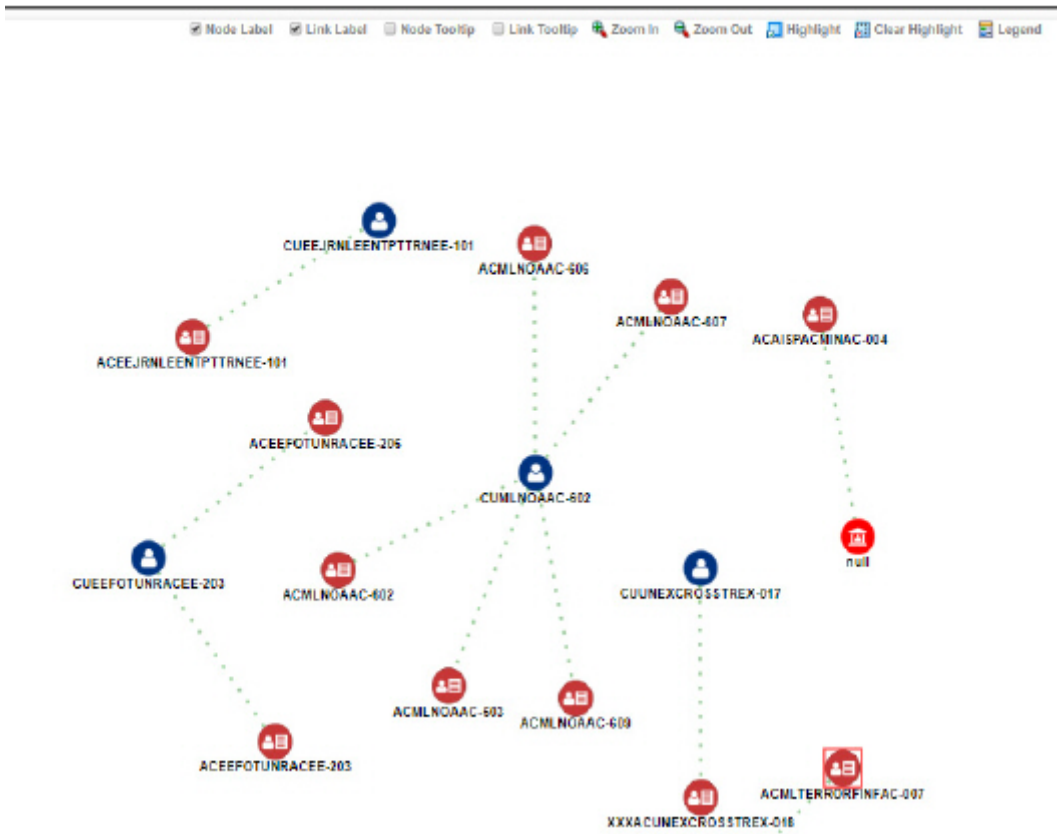 Node Label Link Label Node Tooltip Link Tooltip Zoom In Zoom Out Highlight Clear Highlight Legend
CUEEJRNLEENTPTTRNEE-101
ACMLNOAAC-606
ACMLNOAAC-607
ACAISPACMINAC-004
ACEEJRNLEENTPTTRNEE-101
ACEEFOTUNRACEE-206
CUMLNOAAC-602
null
CUEEFOTUNRACEE-203
ACMLNOAAC-602
CUUNEXCROSSTREX-017
ACMLNOAAC-603
ACMLNOAAC-609
ACEEFOTUNRACEE-203
ACMLTERRORFINFAC-007
XXXACUNEXCROSSTREX-018